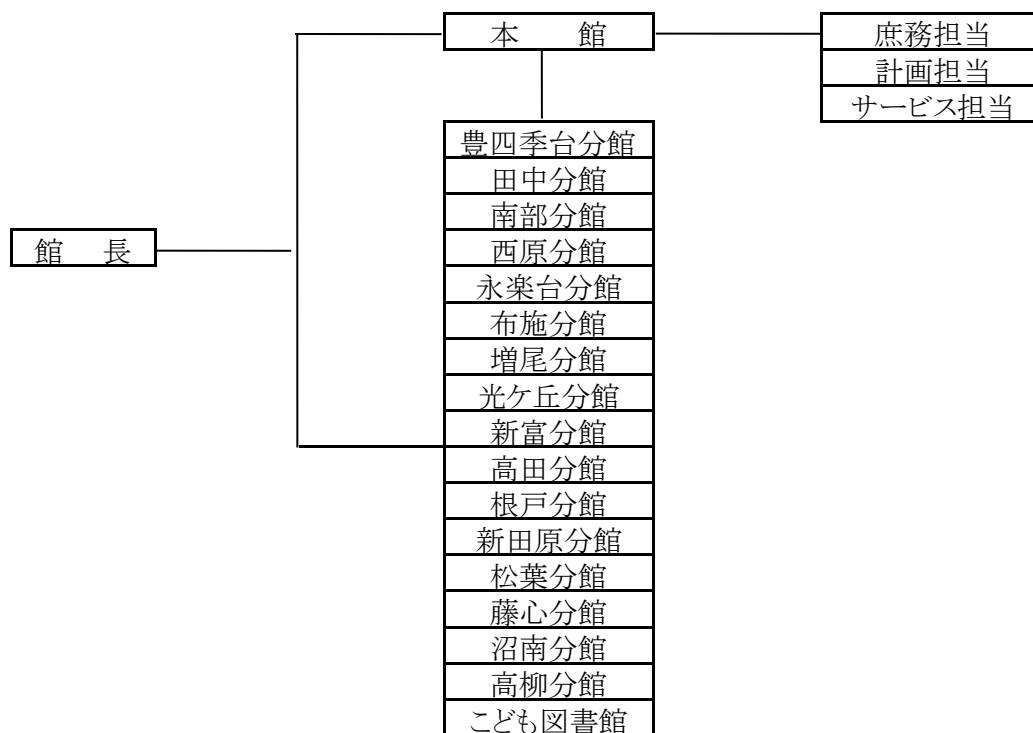 本　　館
庶務担当
計画担当
サービス担当
豊四季台分館
田中分館
南部分館
西原分館
館　　長
永楽台分館
布施分館
増尾分館
光ケ丘分館
新富分館
高田分館
根戸分館
新田原分館
松葉分館
藤心分館
沼南分館
高柳分館
こども図書館